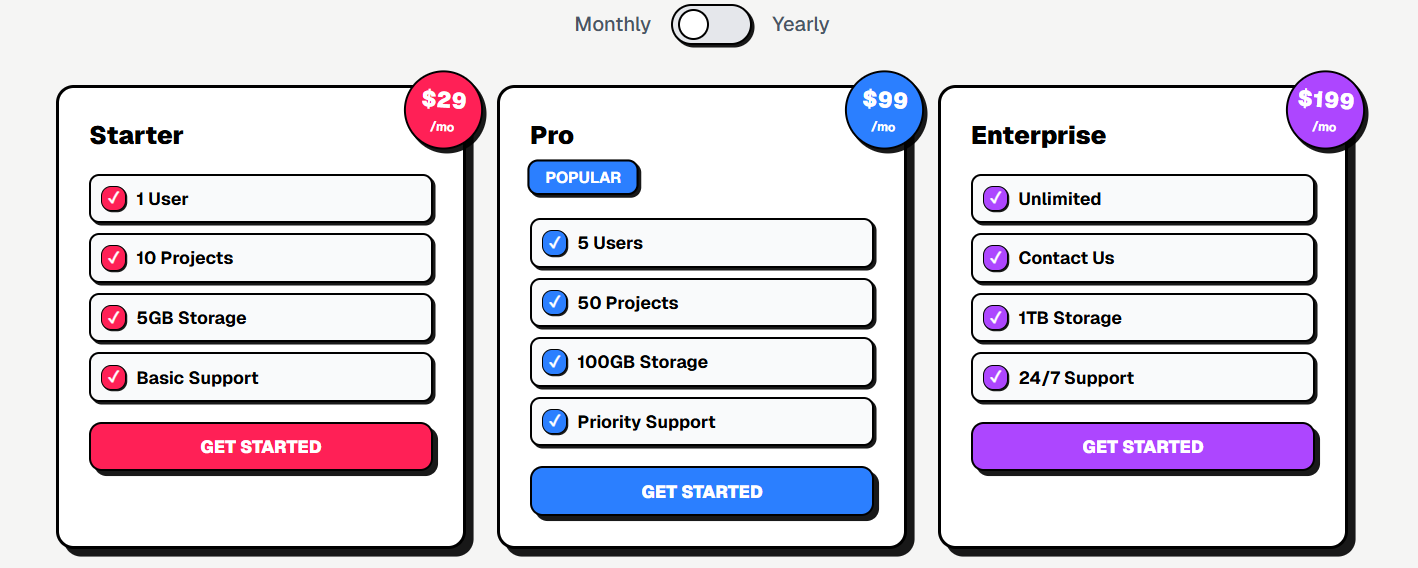 Monthly
Yearly
$29
/mo
Starter
1 User
10 Projects
5GB Storage
Basic Support
GET STARTED
$99
/mo
Pro
POPULAR
5 Users
50 Projects
100GB Storage
Priority Support
GET STARTED
$199
/mo
Enterprise
Unlimited
Contact Us
1TB Storage
24/7 Support
GET STARTED